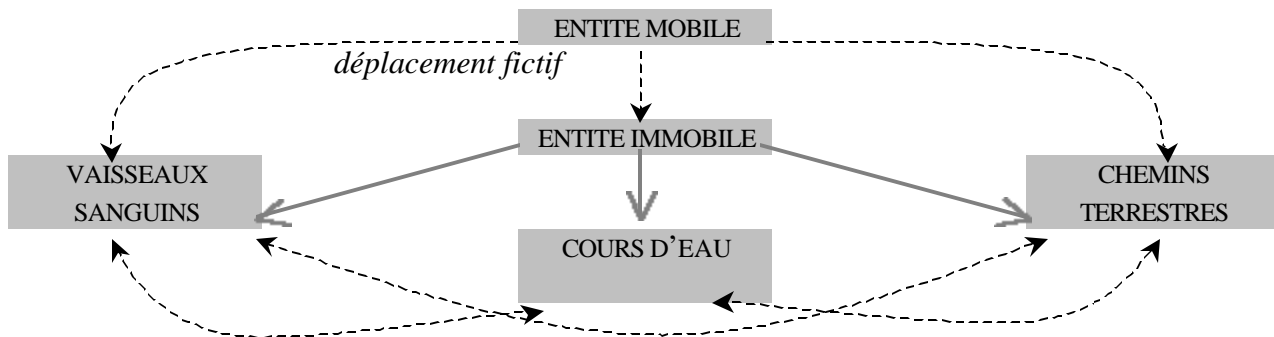 ENTITE MOBILE
déplacement fictif
ENTITE IMMOBILE
VAISSEAUX
SANGUINS
CHEMINS
TERRESTRES
COURS D’EAU